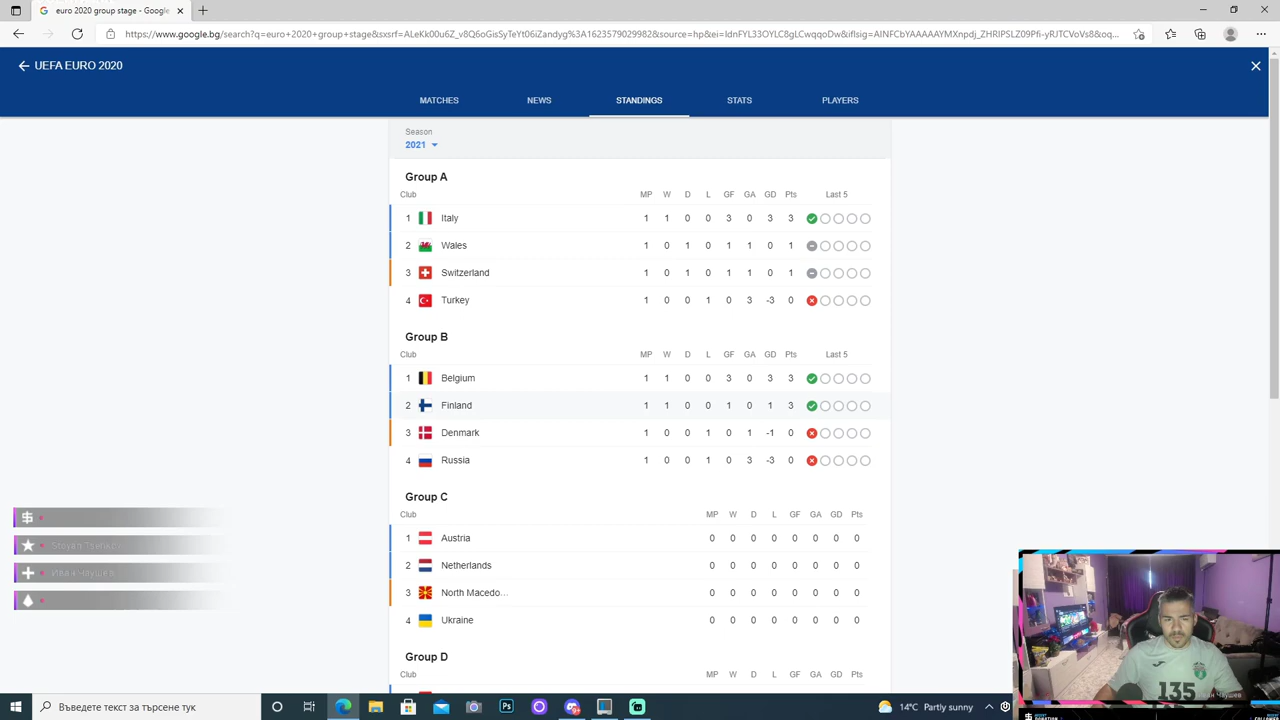 euro 2020 group stage - Google
https://www.google.bg/search?q=euro+2020+group+stage&sxsrf=ALeKk00u6Z_v8Q6oGisSyTeYt06iZandyg%3A1623579029982&source=hp&ei=ldnFYL33OYLC8gLCwqqoDw&iflsig=AINFCbYAAAAAYMXnpdj_ZHRIPSLZ09Pfi-yRJTCVoVs8&oq...
UEFA EURO 2020
MATCHES NEWS STANDINGS STATS PLAYERS
Season
2021
Group A
Club MP W D L GF GA GD Pts Last 5
1 Italy 1 1 0 0 3 0 3 3
2 Wales 1 0 1 0 1 1 0 1
3 Switzerland 1 0 1 0 1 1 0 1
4 Turkey 1 0 0 1 0 3 -3 0
Group B
Club MP W D L GF GA GD Pts Last 5
1 Belgium 1 1 0 0 3 0 3 3
2 Finland 1 1 0 0 1 0 1 3
3 Denmark 1 0 0 1 0 1 -1 0
4 Russia 1 0 0 1 0 3 -3 0
Group C
Club MP W D L GF GA GD Pts
1 Austria 0 0 0 0 0 0 0 0
2 Netherlands 0 0 0 0 0 0 0 0
3 North Macedo... 0 0 0 0 0 0 0 0
4 Ukraine 0 0 0 0 0 0 0 0
Group D
MP W D L GF GA GD Pts
Stoyan
Иван Чаушев
135
Чаушев
Въведете текст за търсене тук
14°C Partly sunny